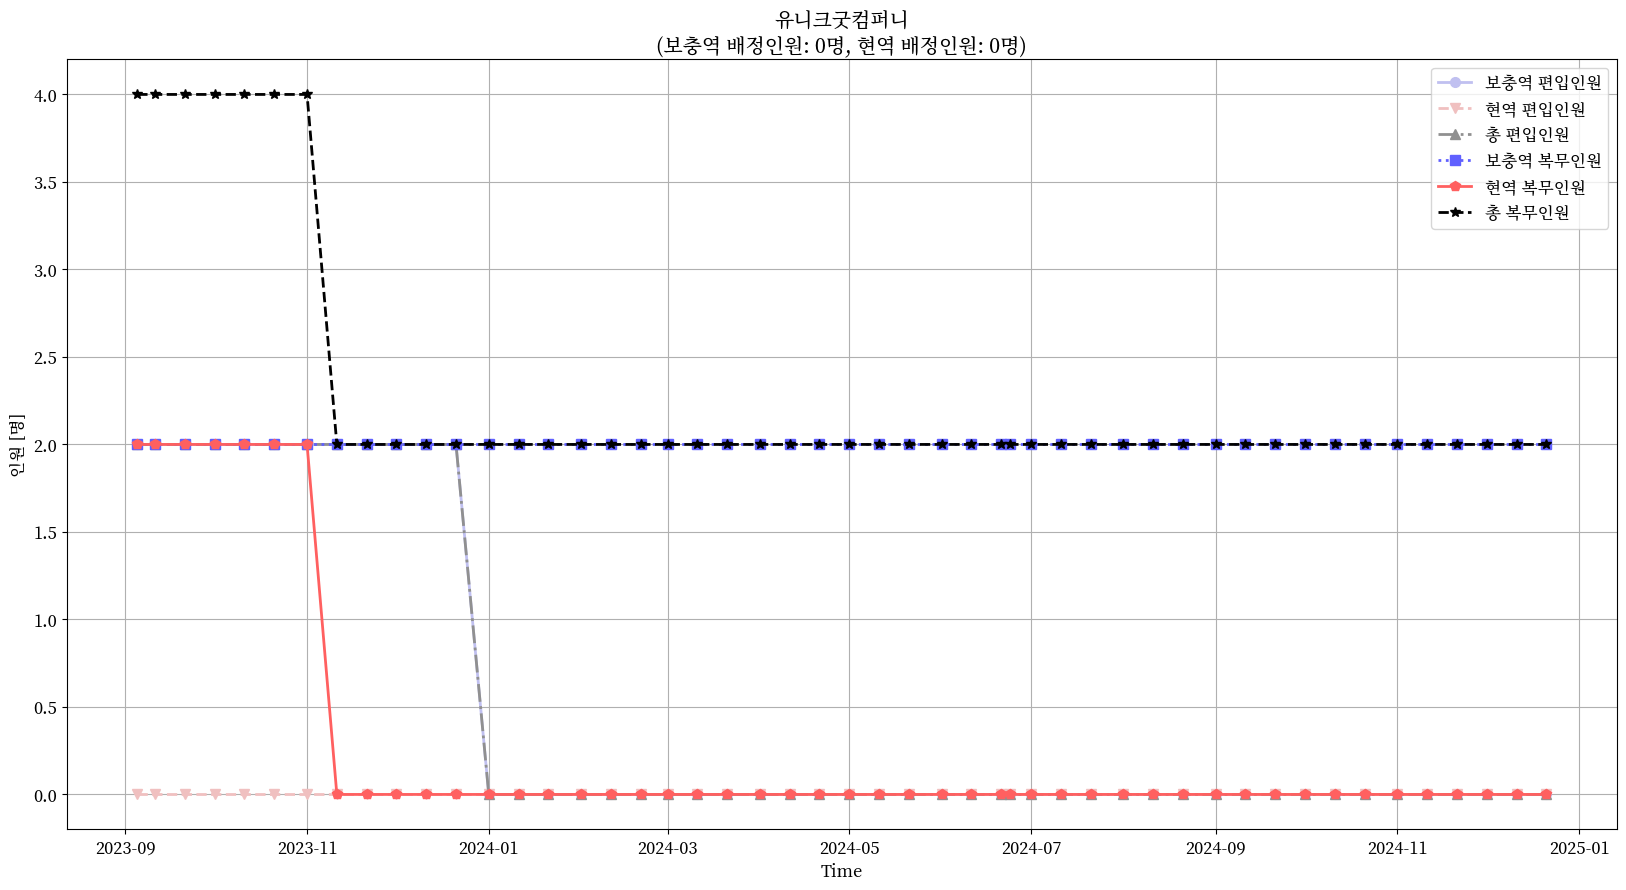 유니크굿컴퍼니
(보충역 배정인원: 0명, 현역 배정인원: 0명)
보충역 편입인원
현역 편입인원
총 편입인원
보충역 복무인원
현역 복무인원
총 복무인원
인원 [명]
4.0
3.5
3.0
2.5
2.0
1.5
1.0
0.5
0.0
2023-09
2023-11
2024-01
2024-03
2024-05
2024-07
2024-09
2024-11
2025-01
Time